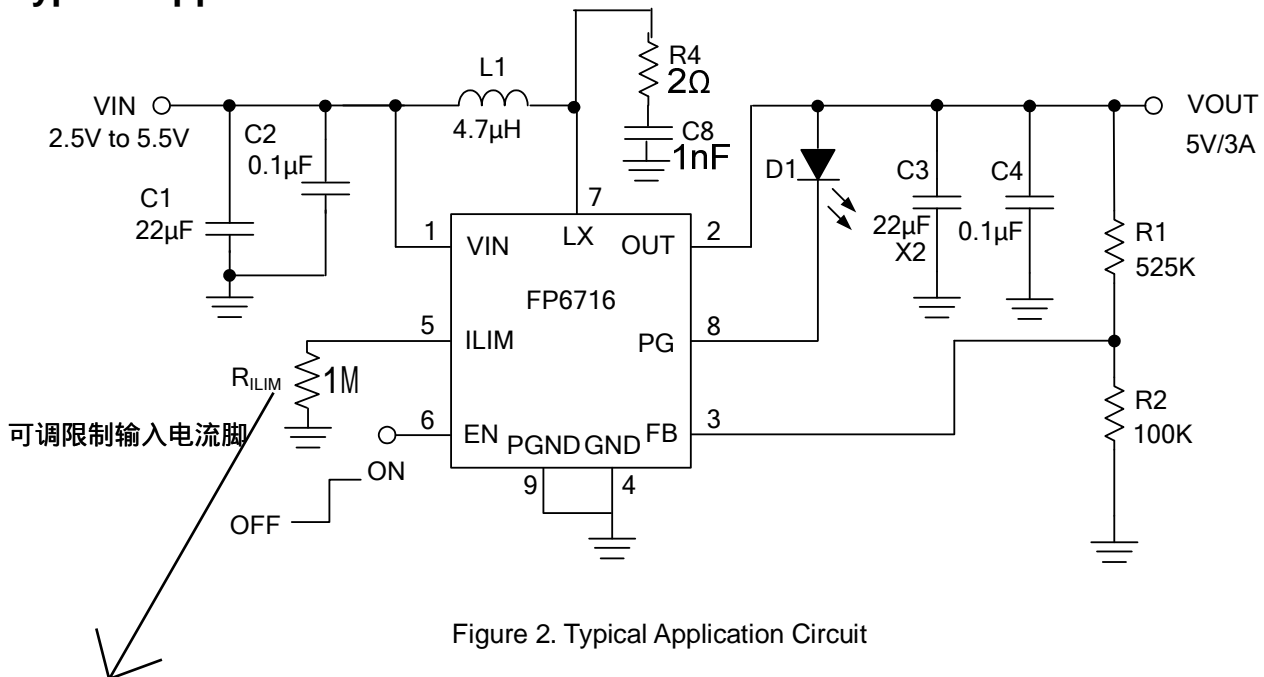 L1
4.7µH
R4
2Ω
C8
1nF
VIN
2.5V to 5.5V
C2
0.1µF
C1
22µF
VOUT
5V/3A
D1
C3
22µF
X2
C4
0.1µF
R1
525K
R2
100K
7
1
2
VIN
LX
OUT
FP6716
5
8
ILIM
PG
RILIM
1M
可调限制输入电流脚
6
3
EN
PGND
GND
FB
9
4
ON
OFF
Figure 2. Typical Application Circuit